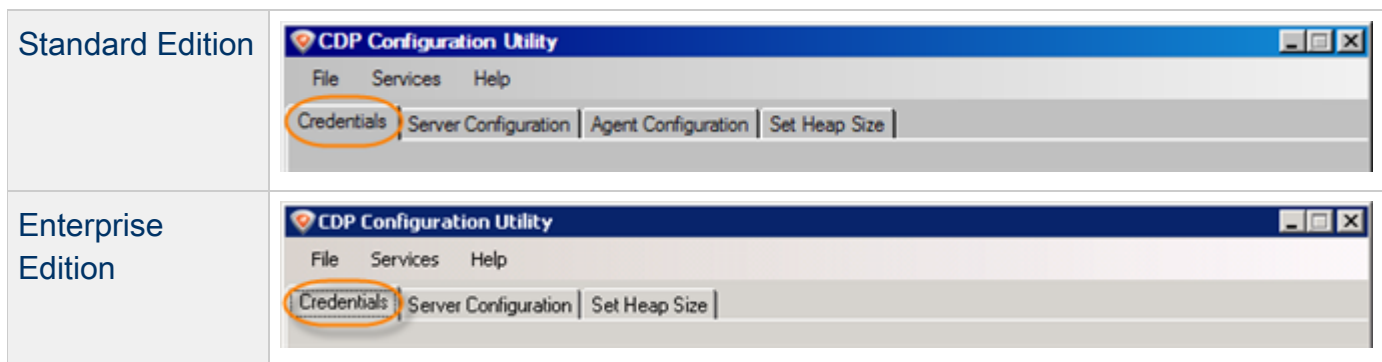 Standard Edition
CDP Configuration Utility
File Services Help
Credentials Server Configuration Agent Configuration Set Heap Size
Enterprise
Edition
CDP Configuration Utility
File Services Help
Credentials Server Configuration Set Heap Size